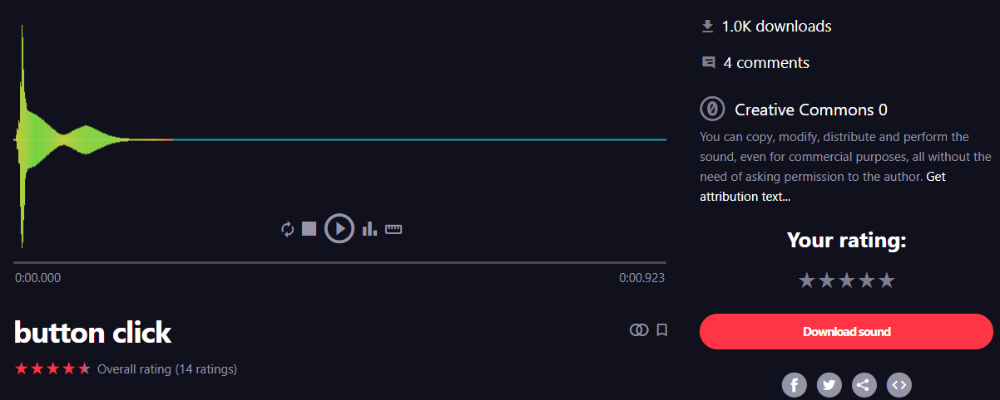 1.0K downloads
4 comments
Creative Commons 0
You can copy, modify, distribute and perform the
sound, even for commercial purposes, all without the
need of asking permission to the author. Get
attribution text...
0:00.000
0:00.923
Your rating:
button click
Download sound
Overall rating (14 ratings)